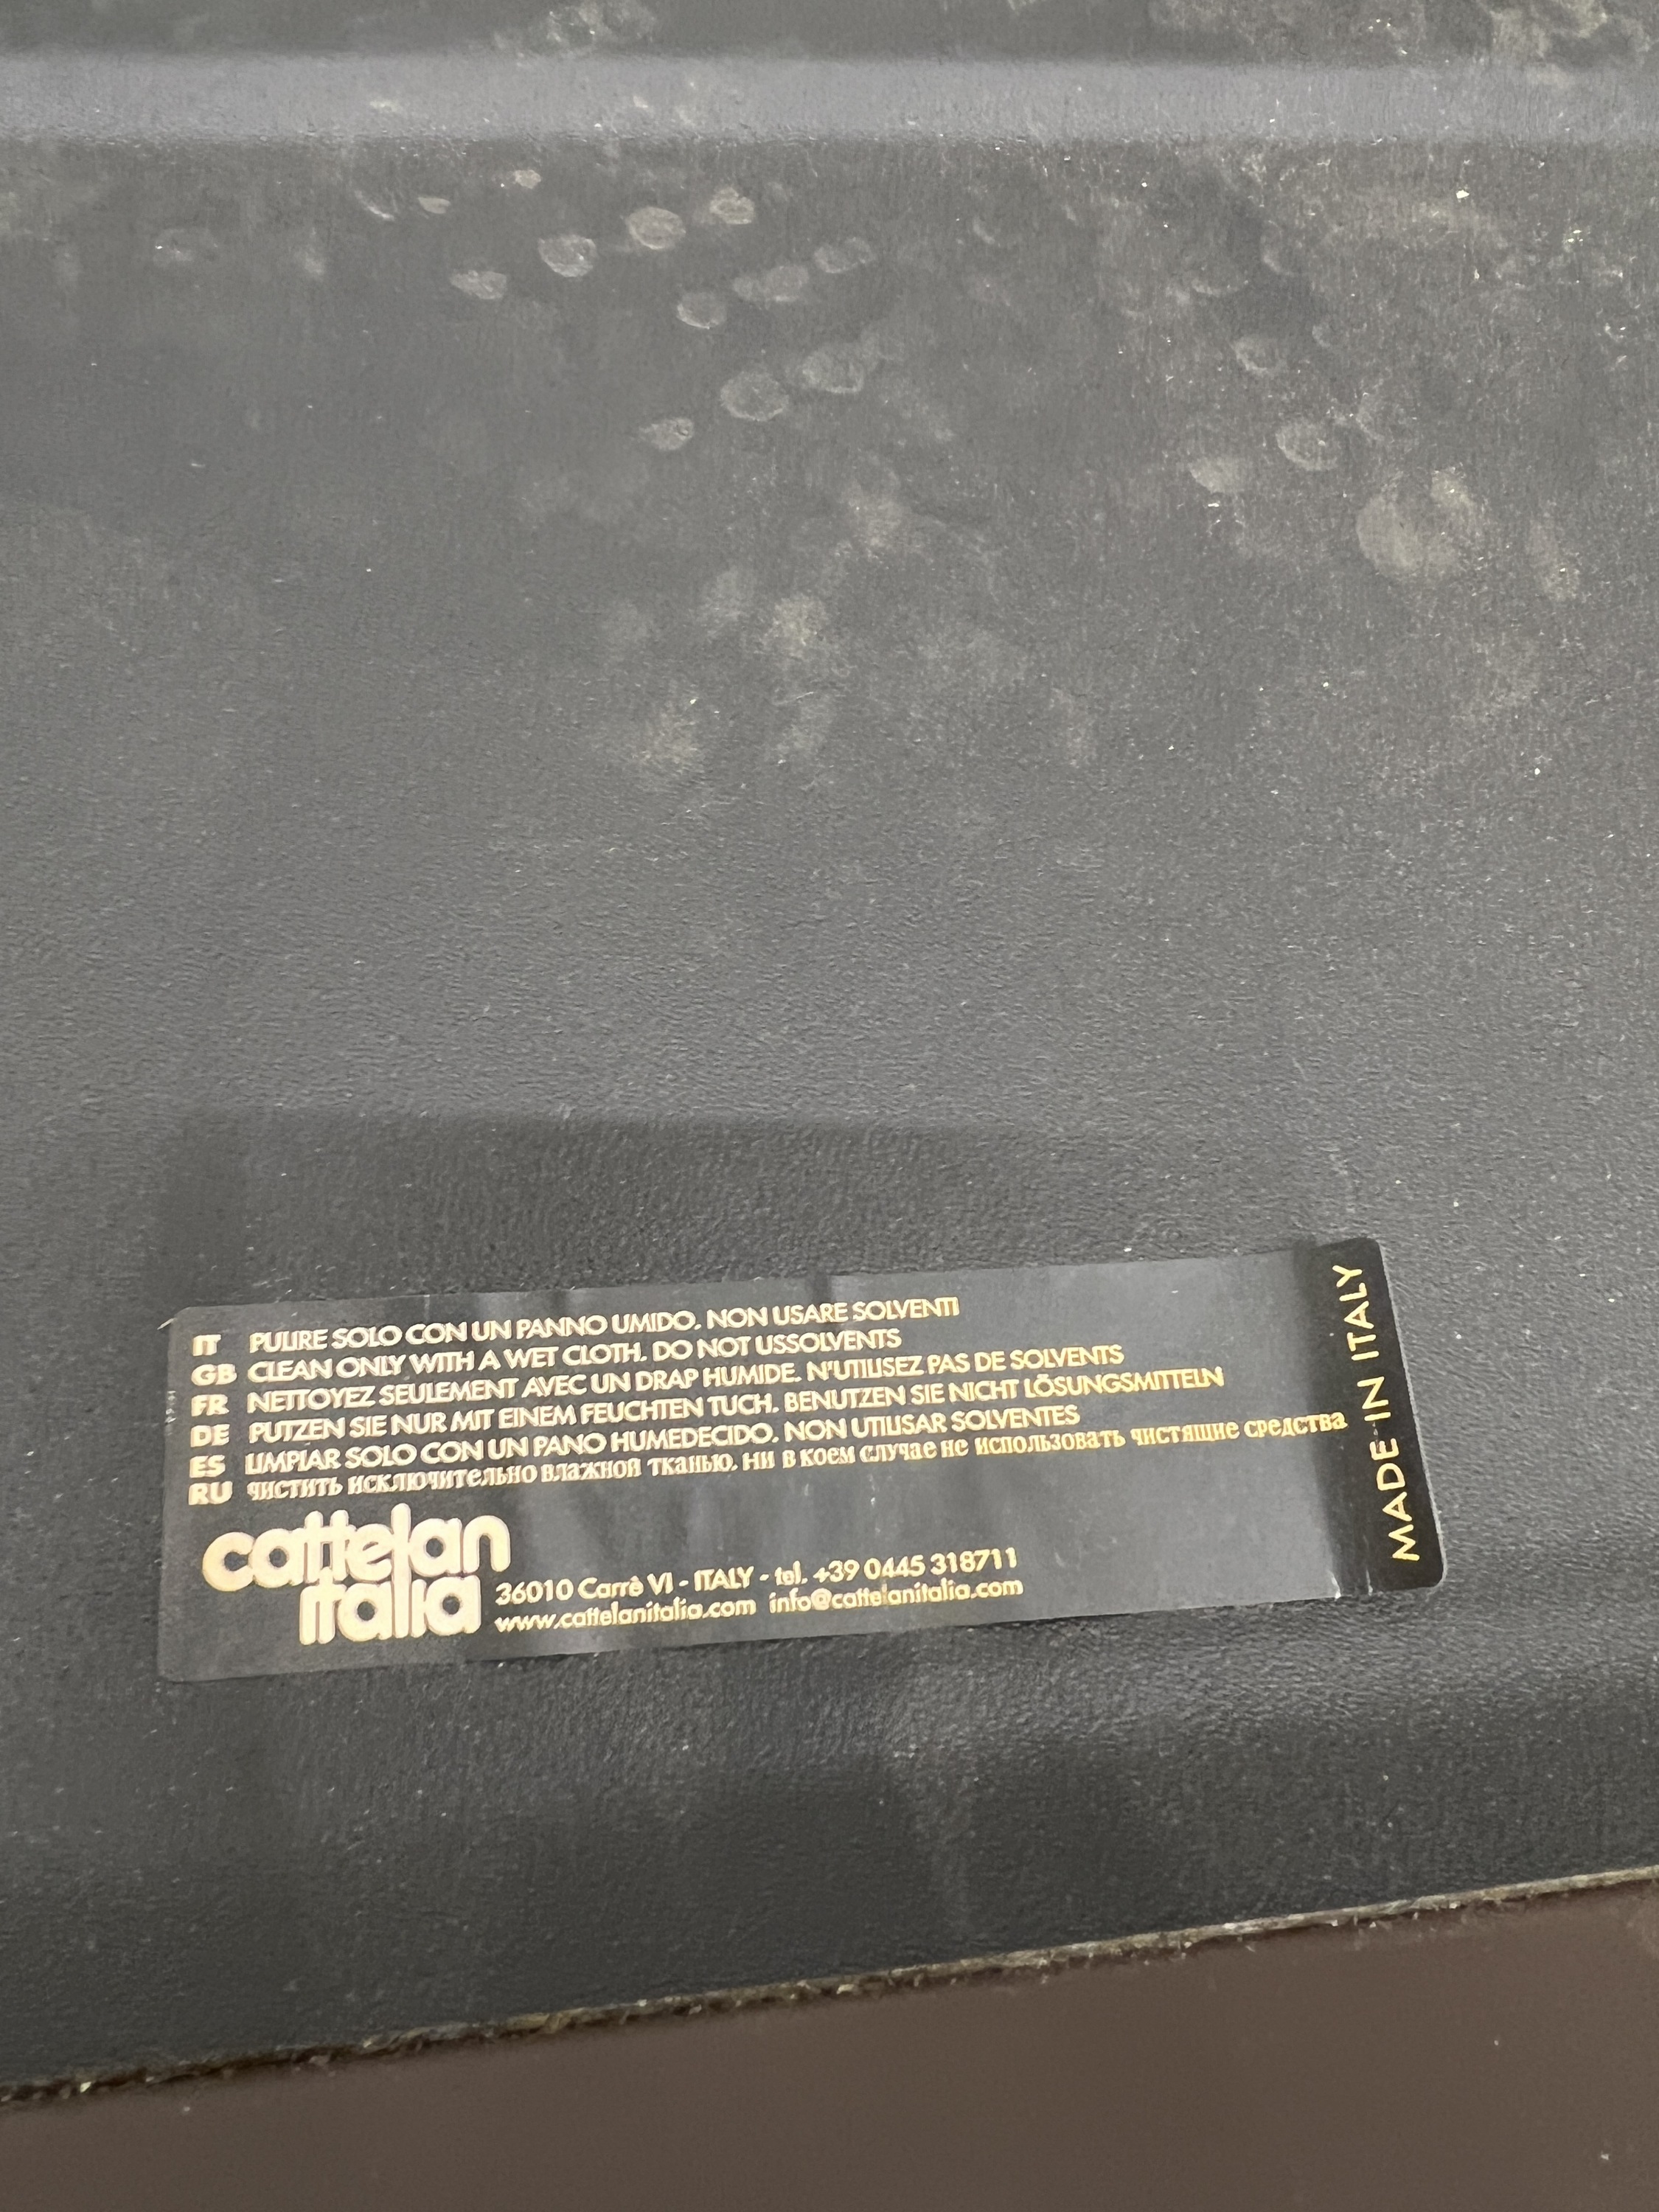 IT PULIRE SOLO CON UN PANNO UMIDO. NON USARE SOLVENTI
GB CLEAN ONLY WITH A WET CLOTH. DO NOT USSOLVENTS
FR NETTOYEZ SEULEMENT AVEC UN DRAP HUMIDE. N'UTILISEZ PAS DE SOLVENTS
DE PUTZEN SIE NUR MIT EINEM FEUCHTEN TUCH. BENUTZEN SIE NICHT LÖSUNGSMITTELN
ES LIMPIAR SOLO CON UN PANO HUMEDECIDO. NON UTILISAR SOLVENTES
RU чистить исключительно влажной тканью. ни в коем случае не использовать чистящие средства
cattelan
italia
36010 Carrè VI - ITALY - tel. +39 0445 318711
www.cattelanitalia.com info@cattelanitalia.com
MADE IN ITALY